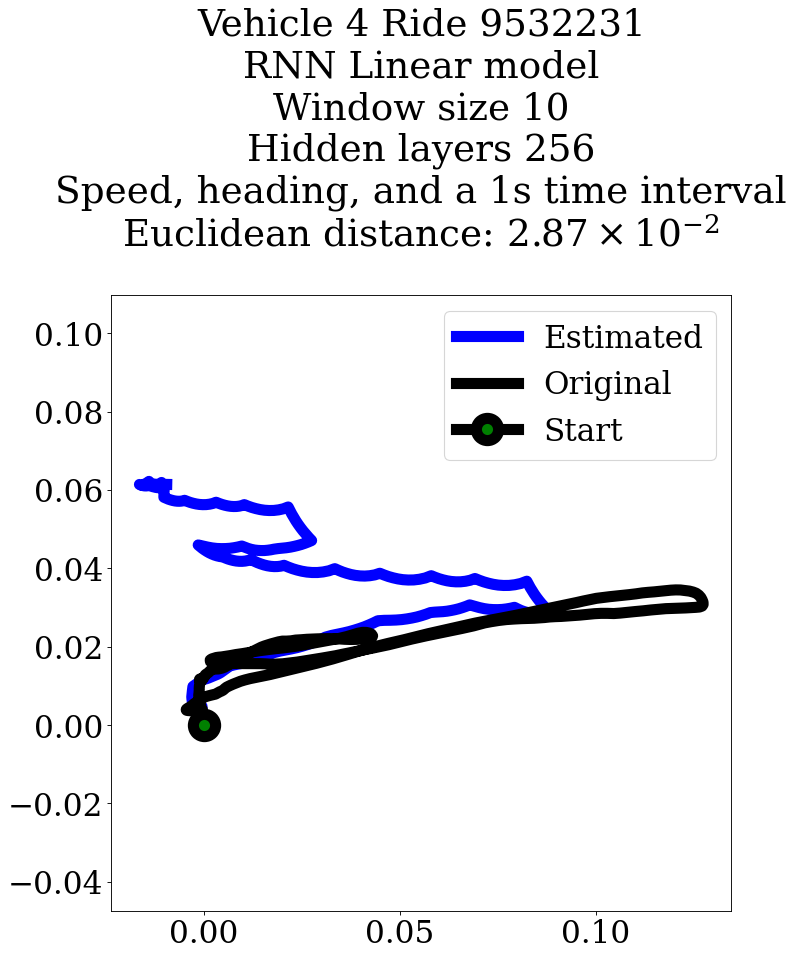 Vehicle 4 Ride 9532231
RNN Linear model
Window size 10
Hidden layers 256
Speed, heading, and a 1s time interval
Euclidean distance: 2.87 × 10⁻²
Estimated
Original
Start
0.10
0.08
0.06
0.04
0.02
0.00
−0.02
−0.04
0.00 0.05 0.10